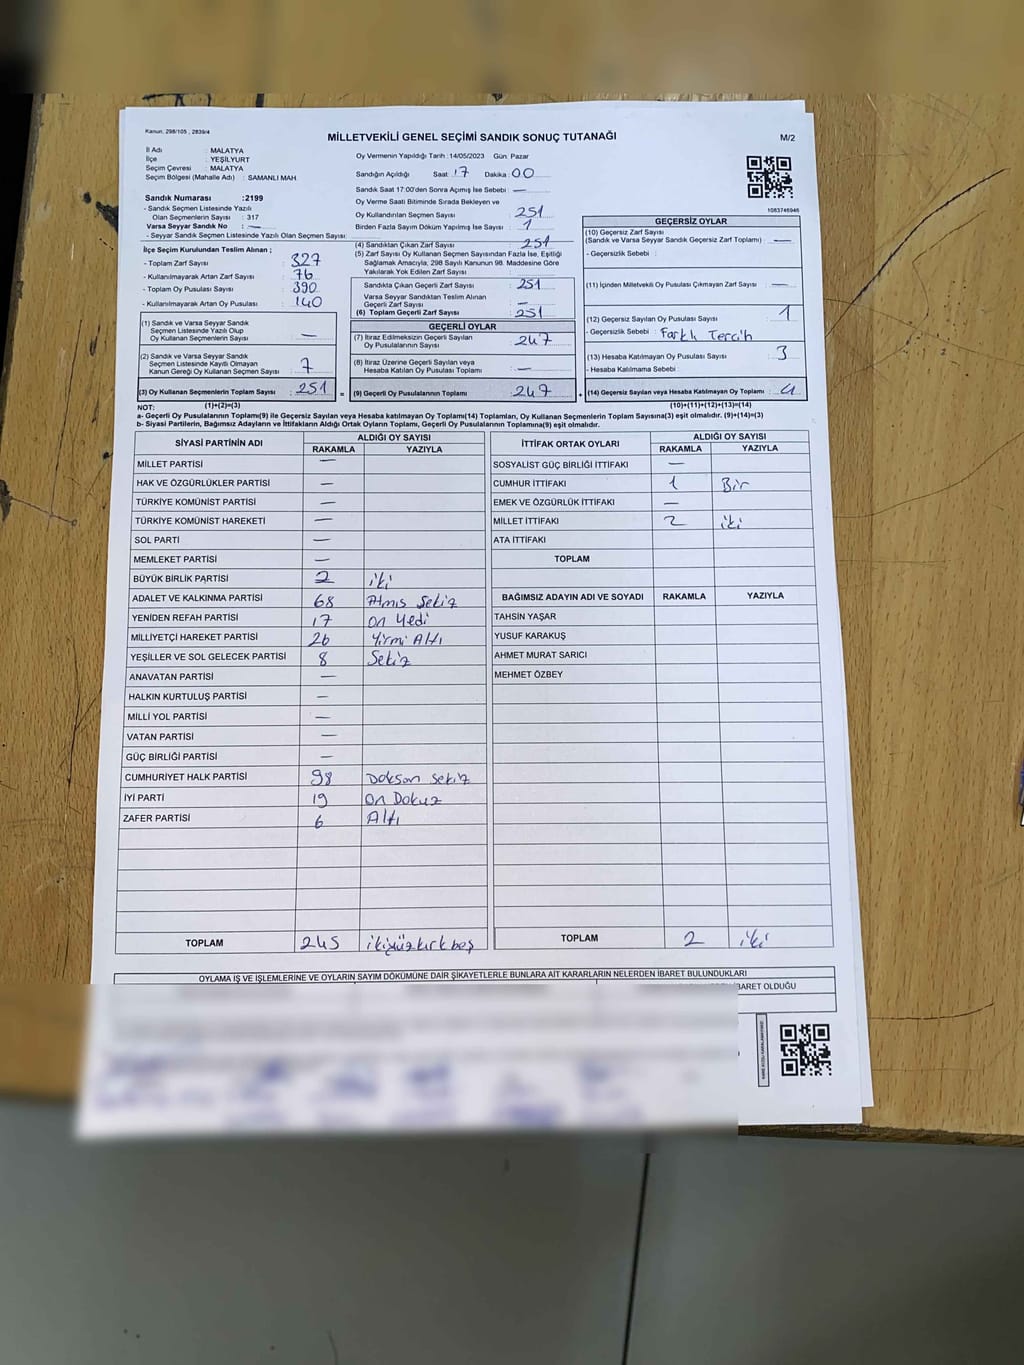 Kanun. 298/105 , 2839/4
MİLLETVEKİLİ GENEL SEÇİMİ SANDIK SONUÇ TUTANAĞI
M/2
İl Adı : MALATYA
İlçe : YEŞİLYURT
Seçim Çevresi : MALATYA
Seçim Bölgesi (Mahalle Adı) : SAMANLI MAH.
Sandık Numarası :2199
- Sandık Seçmen Listesinde Yazılı
Olan Seçmenlerin Sayısı : 317
Varsa Seyyar Sandık No : —
- Seyyar Sandık Seçmen Listesinde Yazılı Olan Seçmen Sayısı:
İlçe Seçim Kurulundan Teslim Alınan ;
- Toplam Zarf Sayısı : 327
- Kullanılmayarak Artan Zarf Sayısı : 76
- Toplam Oy Pusulası Sayısı : 390
- Kullanılmayarak Artan Oy Pusulası : 140
Oy Vermenin Yapıldığı Tarih :14/05/2023 Gün: Pazar
Sandığın Açıldığı Saat :17 Dakika:00
Sandık Saat 17:00'den Sonra Açılmış İse Sebebi : —
Oy Verme Saati Bitiminde Sırada Bekleyen ve
Oy Kullandırılan Seçmen Sayısı : 251
Birden Fazla Sayım Döküm Yapılmış İse Sayısı : 1
(4) Sandıktan Çıkan Zarf Sayısı : 251
(5) Zarf Sayısı Oy Kullanan Seçmen Sayısından Fazla İse, Eşitliği
Sağlamak Amacıyla, 298 Sayılı Kanunun 98. Maddesine Göre
Yakılarak Yok Edilen Zarf Sayısı :
Sandıkta Çıkan Geçerli Zarf Sayısı : 251
Varsa Seyyar Sandıktan Teslim Alınan
Geçerli Zarf Sayısı : —
(6) Toplam Geçerli Zarf Sayısı : 251
1083746946
GEÇERSİZ OYLAR
(10) Geçersiz Zarf Sayısı
(Sandık ve Varsa Seyyar Sandık Geçersiz Zarf Toplamı) : —
- Geçersizlik Sebebi :
(11) İçinden Milletvekili Oy Pusulası Çıkmayan Zarf Sayısı : —
(12) Geçersiz Sayılan Oy Pusulası Sayısı : 1
- Geçersizlik Sebebi : Farklı Tercih
(13) Hesaba Katılmayan Oy Pusulası Sayısı : 3
- Hesaba Katılmama Sebebi :
(14) Geçersiz Sayılan veya Hesaba Katılmayan Oy Toplamı : 4
(10)+(11)+(12)+(13)=(14)
(1) Sandık ve Varsa Seyyar Sandık
Seçmen Listesinde Yazılı Olup
Oy Kullanan Seçmenlerin Sayısı : —
(2) Sandık ve Varsa Seyyar Sandık
Seçmen Listesinde Kayıtlı Olmayan
Kanun Gereği Oy Kullanan Seçmen Sayısı : 7
(3) Oy Kullanan Seçmenlerin Toplam Sayısı : 251
(1)+(2)=(3)
GEÇERLİ OYLAR
(7) İtiraz Edilmeksizin Geçerli Sayılan
Oy Pusulalarının Sayısı : 247
(8) İtiraz Üzerine Geçerli Sayılan veya
Hesaba Katılan Oy Pusulası Toplamı : —
(9) Geçerli Oy Pusulalarının Toplamı : 247
NOT:
a- Geçerli Oy Pusulalarının Toplamı(9) ile Geçersiz Sayılan veya Hesaba katılmayan Oy Toplamı(14) Toplamları, Oy Kullanan Seçmenlerin Toplam Sayısına(3) eşit olmalıdır. (9)+(14)=(3)
b- Siyasi Partilerin, Bağımsız Adayların ve İttifakların Aldığı Ortak Oyların Toplamı, Geçerli Oy Pusulalarının Toplamına(9) eşit olmalıdır.
SİYASİ PARTİNİN ADI ALDIĞI OY SAYISI
RAKAMLA YAZIYLA
MİLLET PARTİSİ —
HAK VE ÖZGÜRLÜKLER PARTİSİ —
TÜRKİYE KOMÜNİST PARTİSİ —
TÜRKİYE KOMÜNİST HAREKETİ —
SOL PARTİ —
MEMLEKET PARTİSİ —
BÜYÜK BİRLİK PARTİSİ 2 iki
ADALET VE KALKINMA PARTİSİ 68 Atmış Sekiz
YENİDEN REFAH PARTİSİ 17 On Yedi
MİLLİYETÇİ HAREKET PARTİSİ 26 Yirmi Altı
YEŞİLLER VE SOL GELECEK PARTİSİ 8 Sekiz
ANAVATAN PARTİSİ —
HALKIN KURTULUŞ PARTİSİ —
MİLLİ YOL PARTİSİ —
VATAN PARTİSİ —
GÜÇ BİRLİĞİ PARTİSİ —
CUMHURİYET HALK PARTİSİ 98 Doksan Sekiz
İYİ PARTİ 19 On Dokuz
ZAFER PARTİSİ 6 Altı
TOPLAM 245 ikiyüzkırkbeş
İTTİFAK ORTAK OYLARI ALDIĞI OY SAYISI
RAKAMLA YAZIYLA
SOSYALİST GÜÇ BİRLİĞİ İTTİFAKI —
CUMHUR İTTİFAKI 1 Bir
EMEK VE ÖZGÜRLÜK İTTİFAKI —
MİLLET İTTİFAKI 2 iki
ATA İTTİFAKI
TOPLAM
BAĞIMSIZ ADAYIN ADI VE SOYADI RAKAMLA YAZIYLA
TAHSİN YAŞAR
YUSUF KARAKUŞ
AHMET MURAT SARICI
MEHMET ÖZBEY
TOPLAM 2 iki
OYLAMA İŞ VE İŞLEMLERİNE VE OYLARIN SAYIM DÖKÜMÜNE DAİR ŞİKAYETLERLE BUNLARA AİT KARARLARIN NELERDEN İBARET BULUNDUKLARI
İBARET OLDUĞU